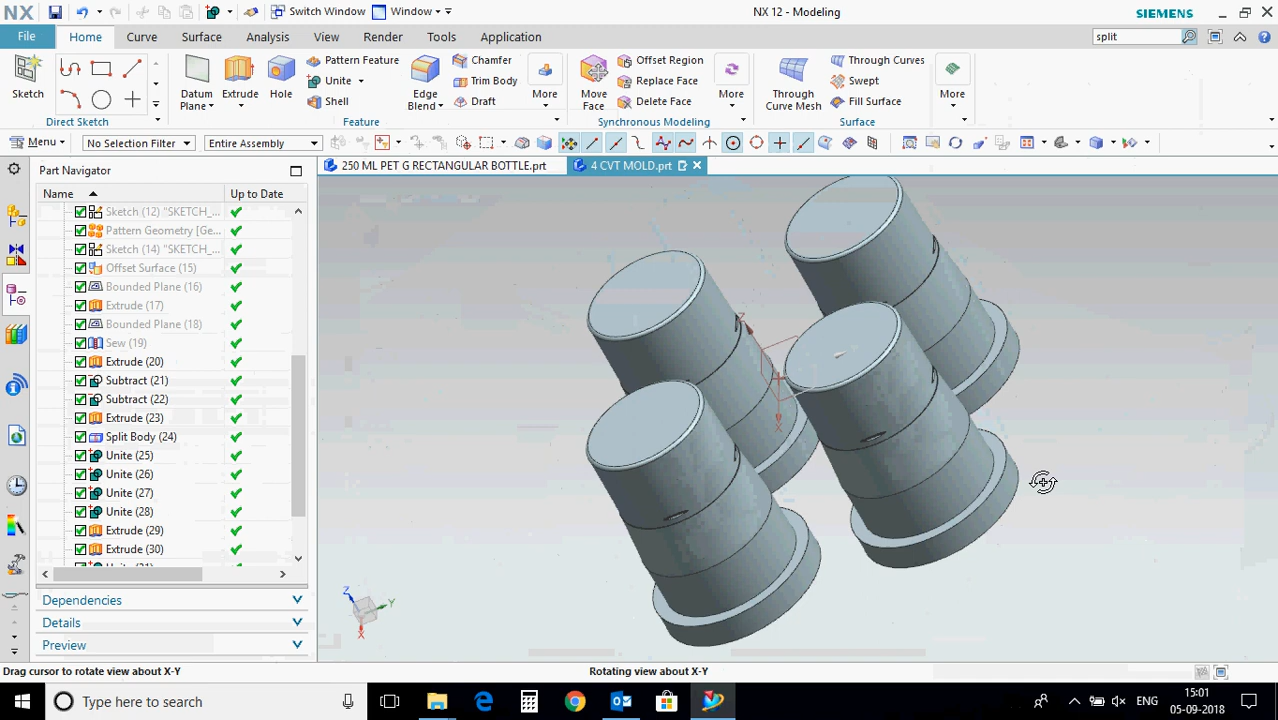 NX
Switch Window
Window
NX 12 - Modeling
SIEMENS
File
Home
Curve
Surface
Analysis
View
Render
Tools
Application
split
Sketch
Direct Sketch
Datum Plane
Extrude
Hole
Pattern Feature
Unite
Shell
Edge Blend
Chamfer
Trim Body
Draft
More
Feature
Move Face
Offset Region
Replace Face
Delete Face
More
Synchronous Modeling
Through Curve Mesh
Through Curves
Swept
Fill Surface
More
Surface
Menu
No Selection Filter
Entire Assembly
Part Navigator
250 ML PET G RECTANGULAR BOTTLE.prt
4 CVT MOLD.prt
Name
Up to Date
Sketch (12) "SKETCH_...
Pattern Geometry [Ge...
Sketch (14) "SKETCH_...
Offset Surface (15)
Bounded Plane (16)
Extrude (17)
Bounded Plane (18)
Sew (19)
Extrude (20)
Subtract (21)
Subtract (22)
Extrude (23)
Split Body (24)
Unite (25)
Unite (26)
Unite (27)
Unite (28)
Extrude (29)
Extrude (30)
Dependencies
Details
Preview
Z
X
Z
Y
X
Drag cursor to rotate view about X-Y
Rotating view about X-Y
Type here to search
ENG
15:01
05-09-2018